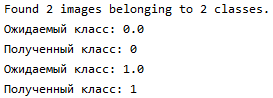 Found 2 images belonging to 2 classes.
Ожидаемый класс: 0.0
Полученный класс: 0
Ожидаемый класс: 1.0
Полученный класс: 1